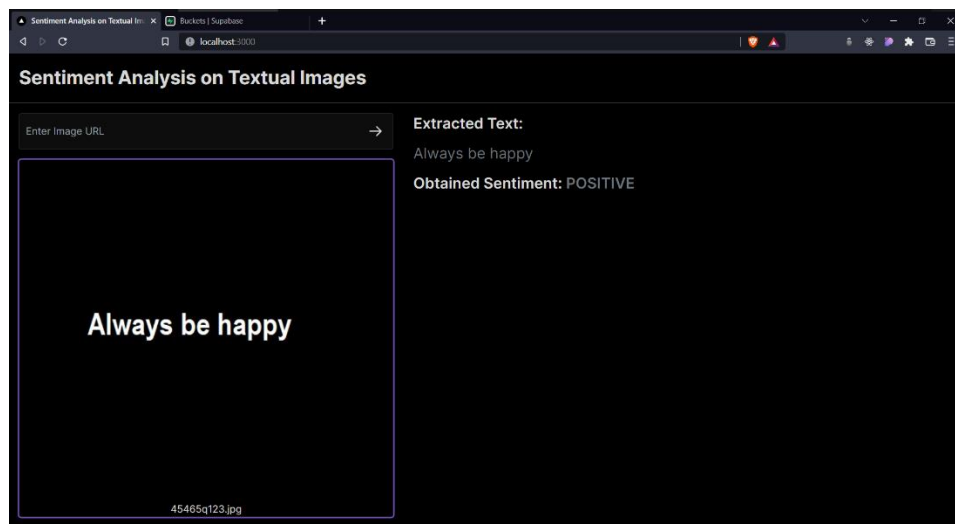 Sentiment Analysis on Textual Im
Buckets | Supabase
localhost:3000
Sentiment Analysis on Textual Images
Enter Image URL
Always be happy
45465q123.jpg
Extracted Text:
Always be happy
Obtained Sentiment: POSITIVE